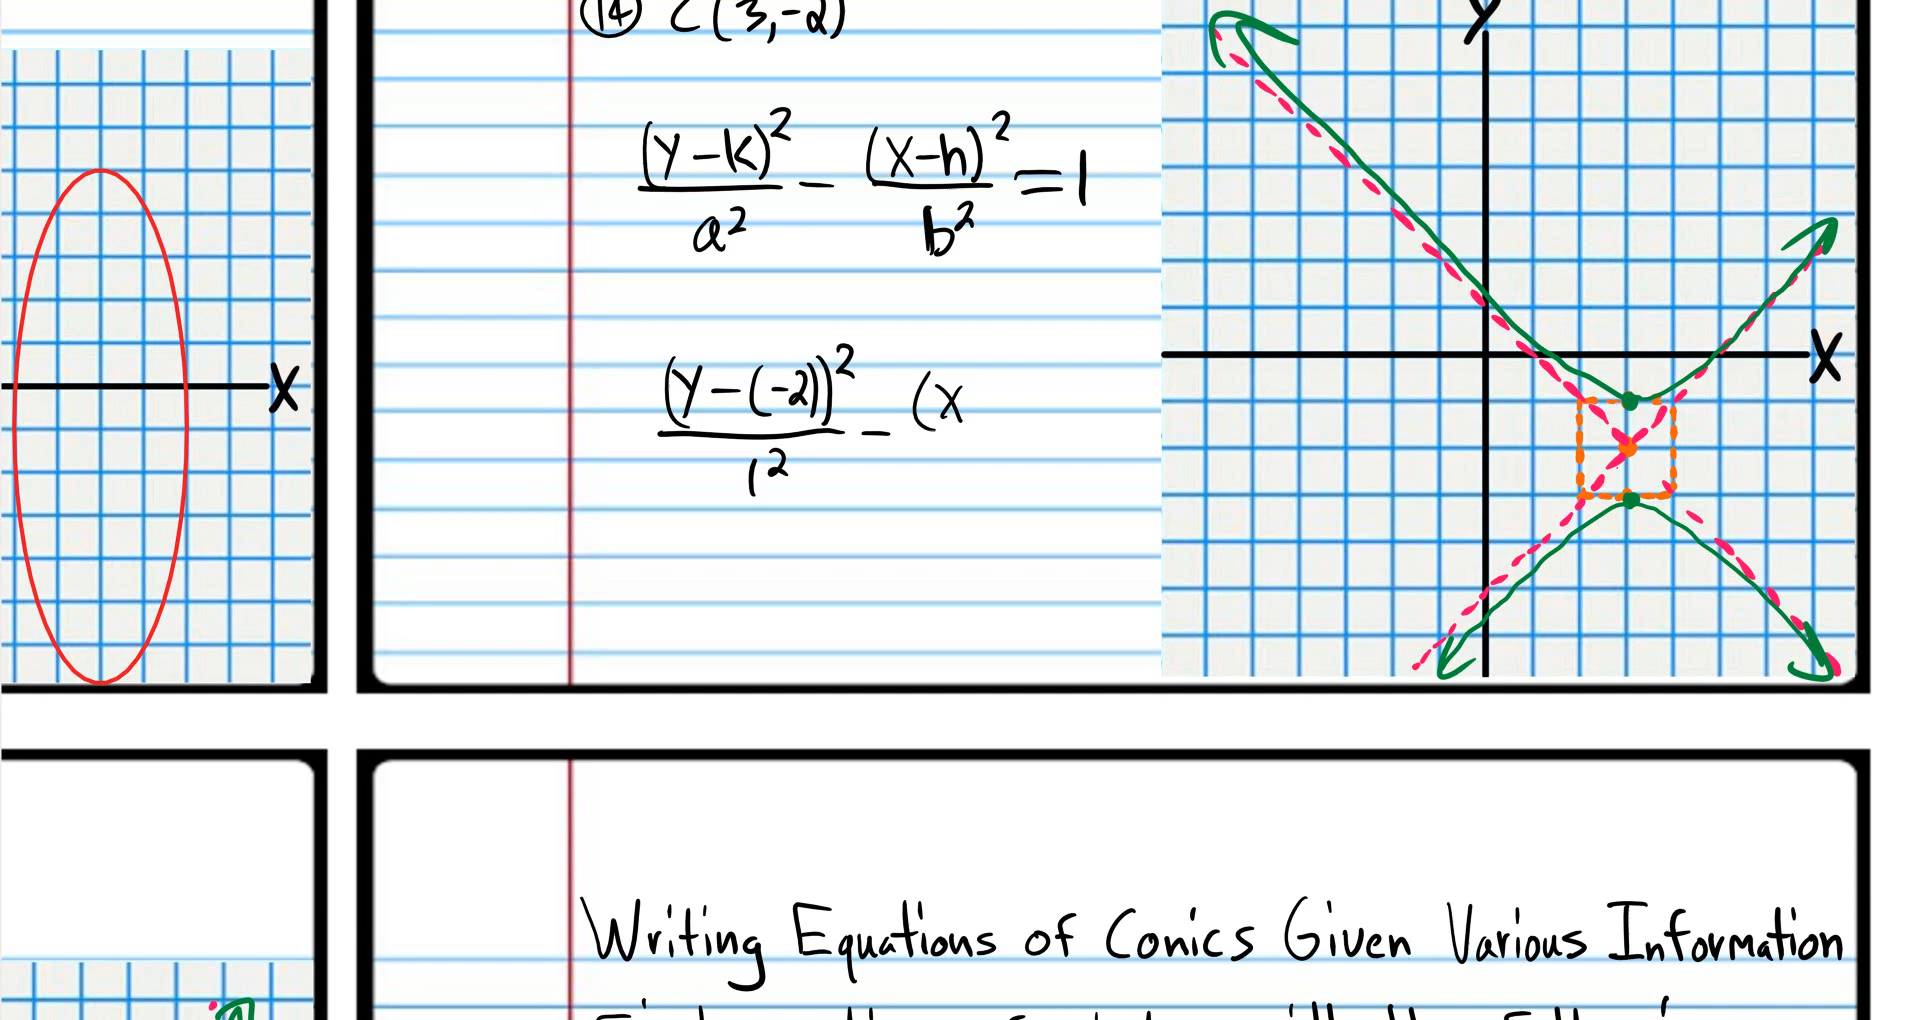 ⑭ C(3,-2)
y
(y-k)²/a² - (x-h)²/b² = 1
x
x
(y-(-2))²/1² - (x
Writing Equations of Conics Given Various Information